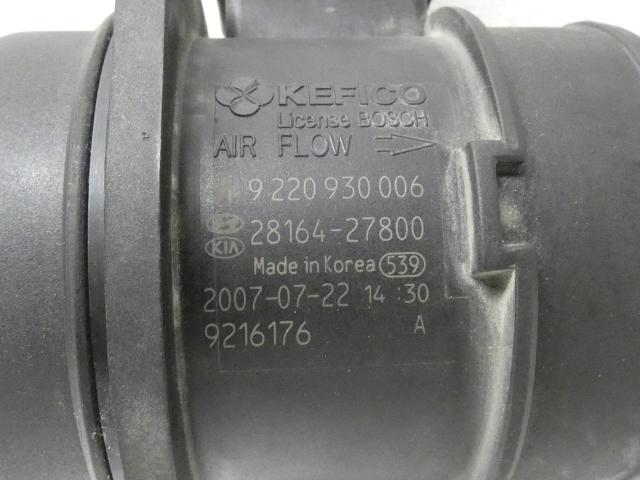 KEFICO
License BOSCH
AIR FLOW
9 220 930 006
28164-27800
KIA
Made in Korea 539
2007-07-22 14:30
9216176 A